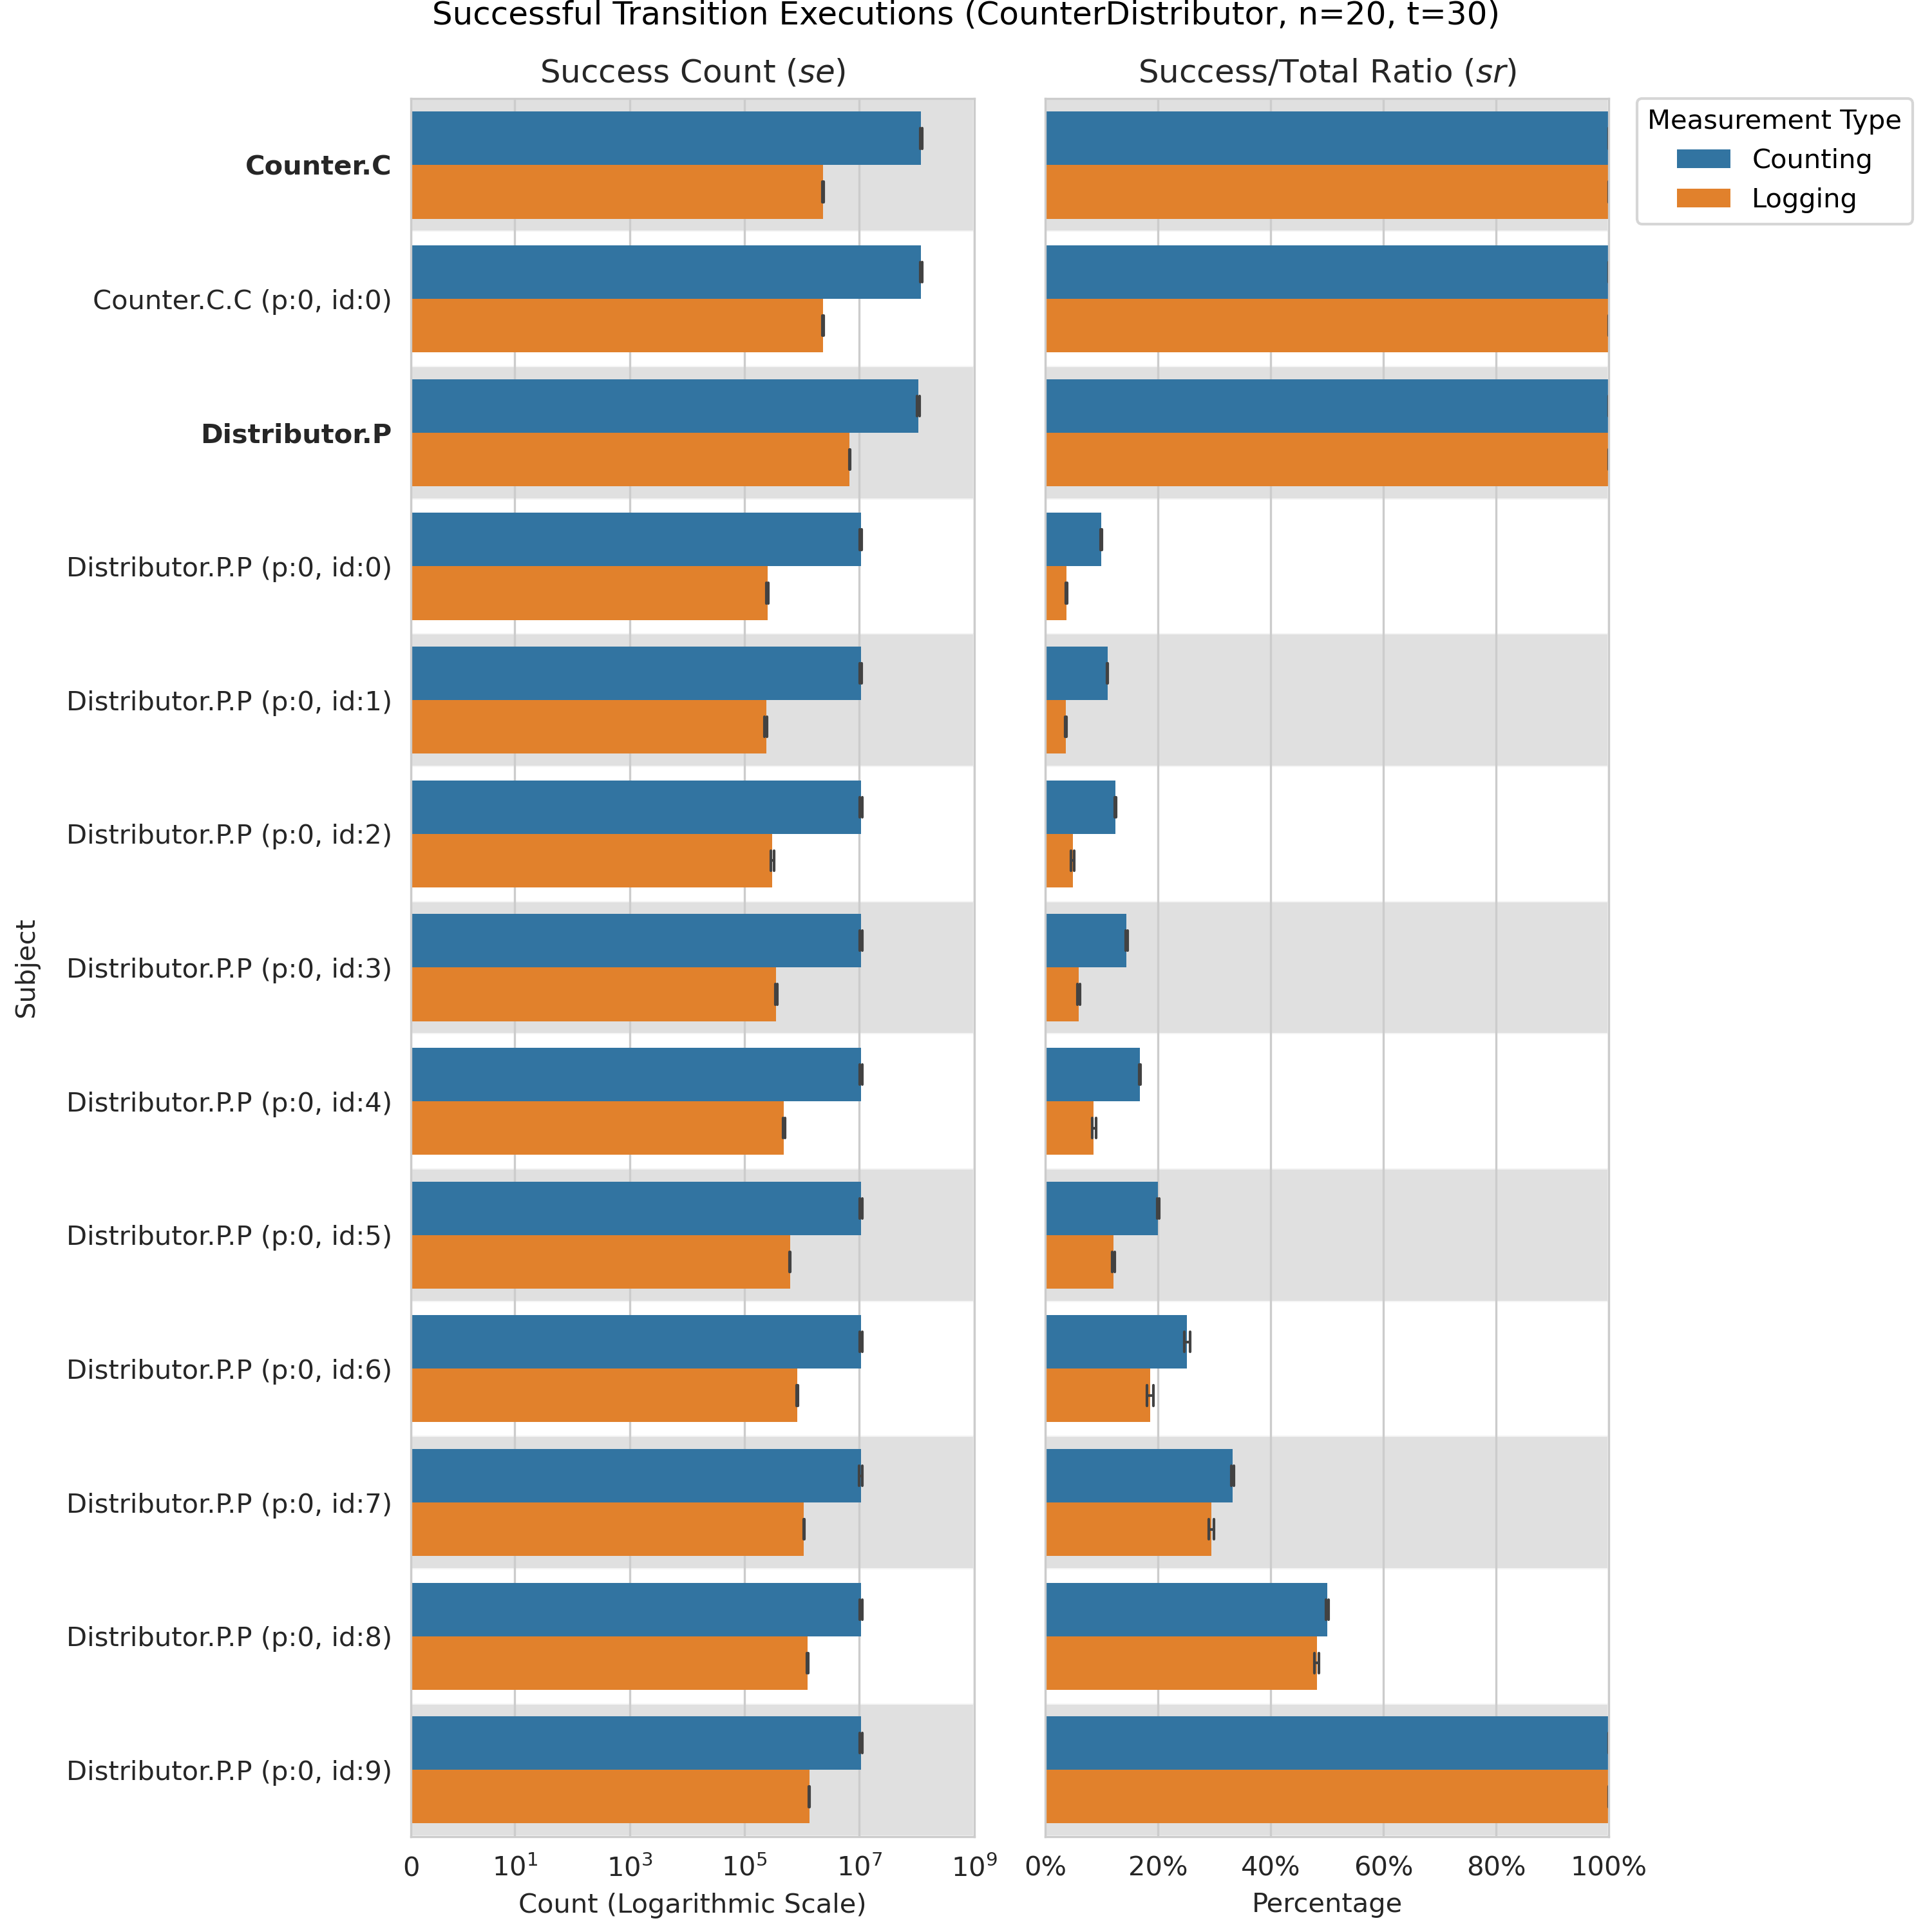 Successful Transition Executions (CounterDistributor, n=20, t=30)
Success Count (se)
Success/Total Ratio (sr)
Measurement Type
Counting
Logging
Subject
Counter.C
Counter.C.C (p:0, id:0)
Distributor.P
Distributor.P.P (p:0, id:0)
Distributor.P.P (p:0, id:1)
Distributor.P.P (p:0, id:2)
Distributor.P.P (p:0, id:3)
Distributor.P.P (p:0, id:4)
Distributor.P.P (p:0, id:5)
Distributor.P.P (p:0, id:6)
Distributor.P.P (p:0, id:7)
Distributor.P.P (p:0, id:8)
Distributor.P.P (p:0, id:9)
0 10¹ 10³ 10⁵ 10⁷ 10⁹
Count (Logarithmic Scale)
0% 20% 40% 60% 80% 100%
Percentage